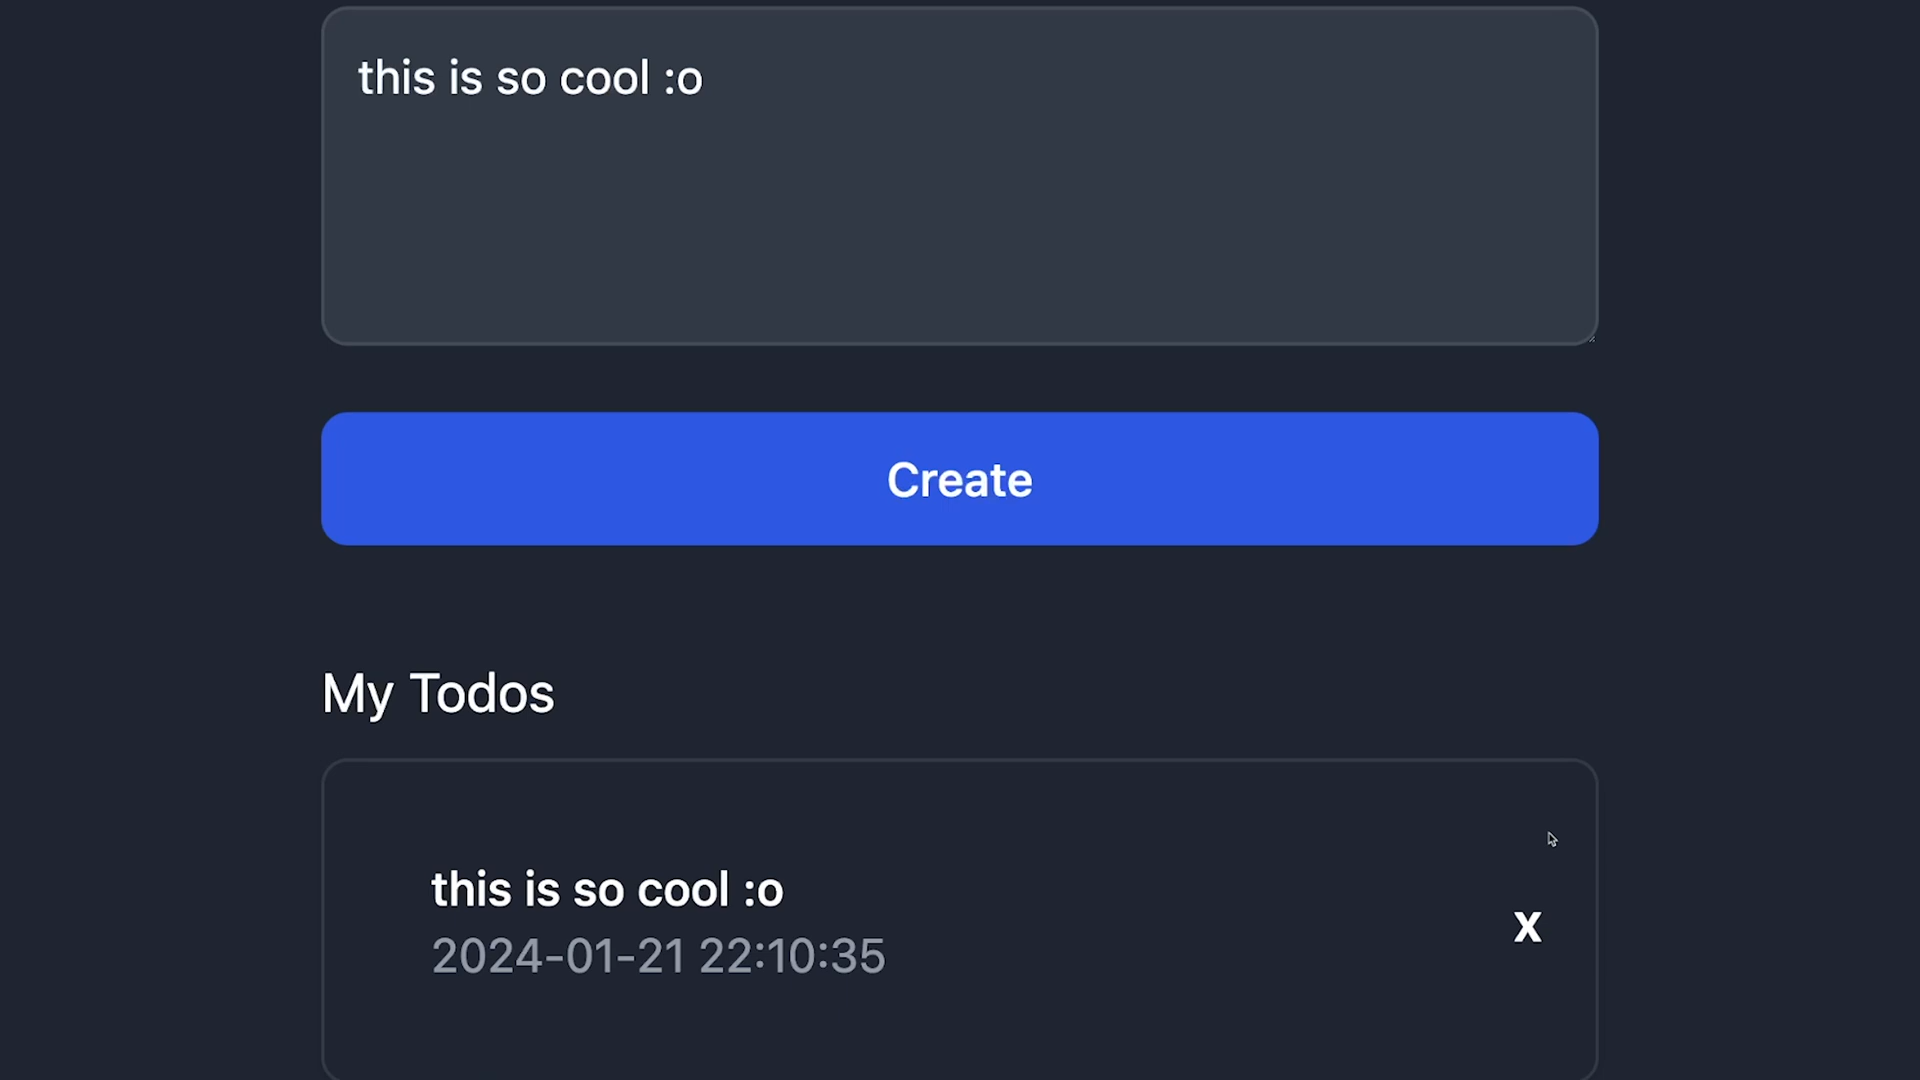 this is so cool :o
Create
My Todos
this is so cool :o
X
2024-01-21 22:10:35